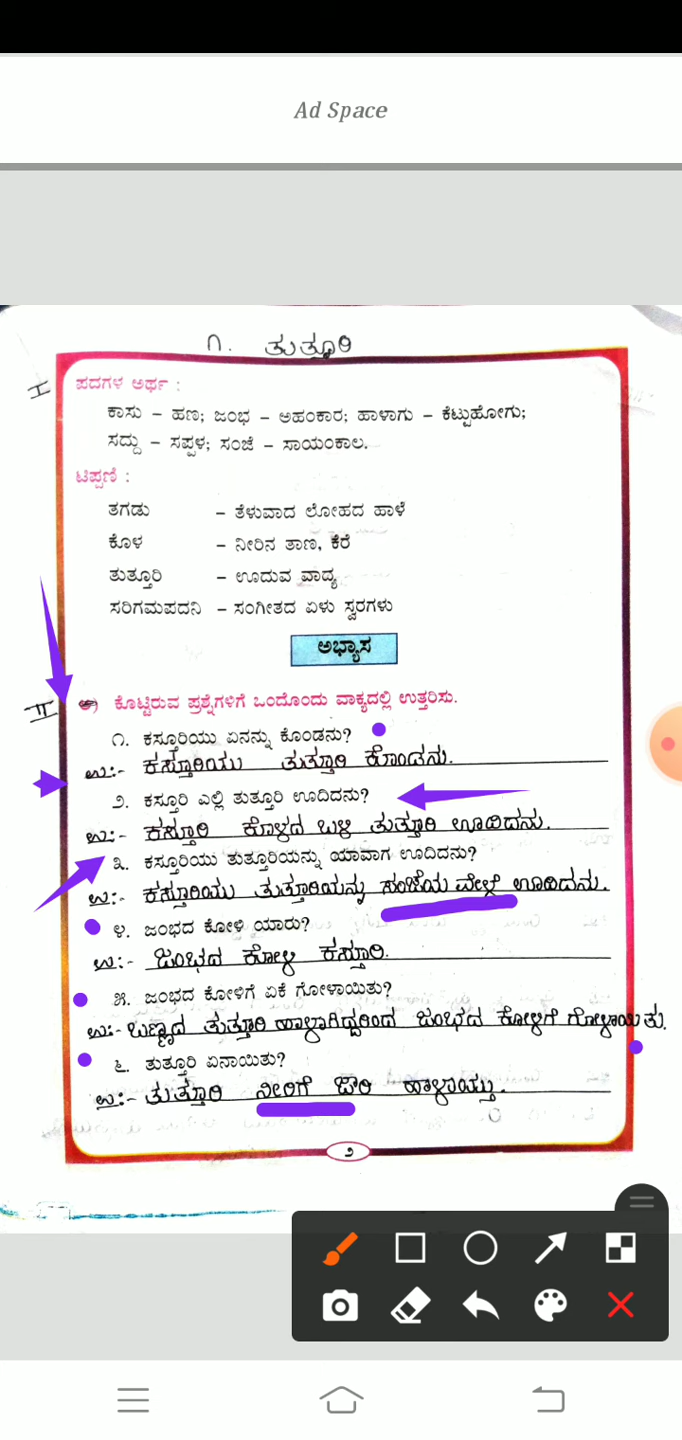 Ad Space
೧. ತುತ್ತೂರಿ
I
ಪದಗಳ ಅರ್ಥ :
ಕಾಸು – ಹಣ; ಜಂಭ – ಅಹಂಕಾರ; ಹಾಳಾಗು – ಕೆಟ್ಟುಹೋಗು;
ಸದ್ದು – ಸಪ್ಪಳ; ಸಂಜೆ – ಸಾಯಂಕಾಲ.
ಟಿಪ್ಪಣಿ :
ತಗಡು – ತೆಳುವಾದ ಲೋಹದ ಹಾಳೆ
ಕೊಳ – ನೀರಿನ ತಾಣ, ಕೆರೆ
ತುತ್ತೂರಿ – ಊದುವ ವಾದ್ಯ
ಸರಿಗಮಪದನಿ – ಸಂಗೀತದ ಏಳು ಸ್ವರಗಳು
ಅಭ್ಯಾಸ
II ಕೊಟ್ಟಿರುವ ಪ್ರಶ್ನೆಗಳಿಗೆ ಒಂದೊಂದು ವಾಕ್ಯದಲ್ಲಿ ಉತ್ತರಿಸು.
೧. ಕಸ್ತೂರಿಯು ಏನನ್ನು ಕೊಂಡನು?
ಉ:- ಕಸ್ತೂರಿಯು ತುತ್ತೂರಿ ಕೊಂಡನು.
೨. ಕಸ್ತೂರಿ ಎಲ್ಲಿ ತುತ್ತೂರಿ ಊದಿದನು?
ಉ:- ಕಸ್ತೂರಿ ಕೊಳದ ಬಳಿ ತುತ್ತೂರಿ ಊದಿದನು.
೩. ಕಸ್ತೂರಿಯು ತುತ್ತೂರಿಯನ್ನು ಯಾವಾಗ ಊದಿದನು?
ಉ:- ಕಸ್ತೂರಿಯು ತುತ್ತೂರಿಯನ್ನು ಸಂಜೆಯ ವೇಳೆ ಊದಿದನು.
೪. ಜಂಭದ ಕೋಳಿ ಯಾರು?
ಉ:- ಜಂಭದ ಕೋಳಿ ಕಸ್ತೂರಿ.
೫. ಜಂಭದ ಕೋಳಿಗೆ ಏಕೆ ಗೋಳಾಯಿತು?
ಉ:- ಬಣ್ಣದ ತುತ್ತೂರಿ ಹಾಳಾಗಿದ್ದರಿಂದ ಜಂಭದ ಕೋಳಿಗೆ ಗೋಳಾಯಿತು.
೬. ತುತ್ತೂರಿ ಏನಾಯಿತು?
ಉ:- ತುತ್ತೂರಿ ನೀರಿಗೆ ಜಾರಿ ಹಾಳಾಯ್ತು.
೨